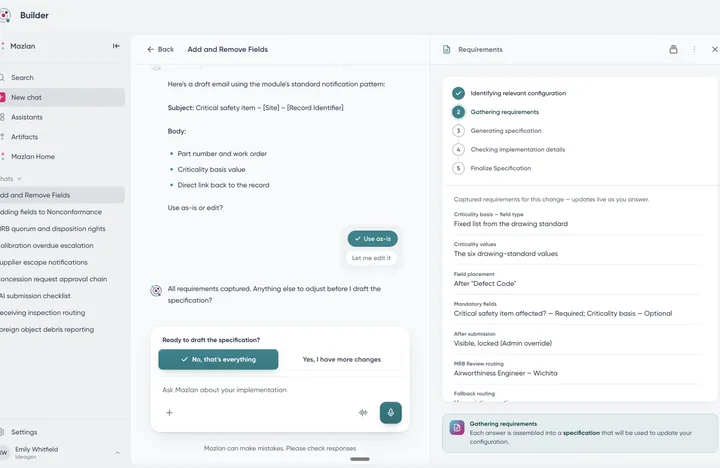 Builder
Mazlan
Search
New chat
Assistants
Artifacts
Mazlan Home
hats
dd and Remove Fields
dding fields to Nonconformance
RB quorum and disposition rights
alibration overdue escalation
upplier escape notifications
oncession request approval chain
AI submission checklist
eceiving inspection routing
oreign object debris reporting
Settings
EW
Emily Whitfield
Ideagen
Back
Add and Remove Fields
Here's a draft email using the module's standard notification pattern:
Subject: Critical safety item – [Site] – [Record Identifier]
Body:
• Part number and work order
• Criticality basis value
• Direct link back to the record
Use as-is or edit?
Use as-is
Let me edit it
All requirements captured. Anything else to adjust before I draft the
specification?
Ready to draft the specification?
No, that's everything
Yes, I have more changes
Ask Mazlan about your implementation
Mazlan can make mistakes. Please check responses
Requirements
Identifying relevant configuration
2 Gathering requirements
3 Generating specification
4 Checking implementation details
5 Finalize Specification
Captured requirements for this change — updates live as you answer.
Criticality basis — field type
Fixed list from the drawing standard
Criticality values
The six drawing-standard values
Field placement
After "Defect Code"
Mandatory fields
Critical safety item affected? — Required; Criticality basis — Optional
After submission
Visible, locked (Admin override)
MRB Review routing
Airworthiness Engineer – Wichita
Fallback routing
Gathering requirements
Each answer is assembled into a specification that will be used to update your
configuration.